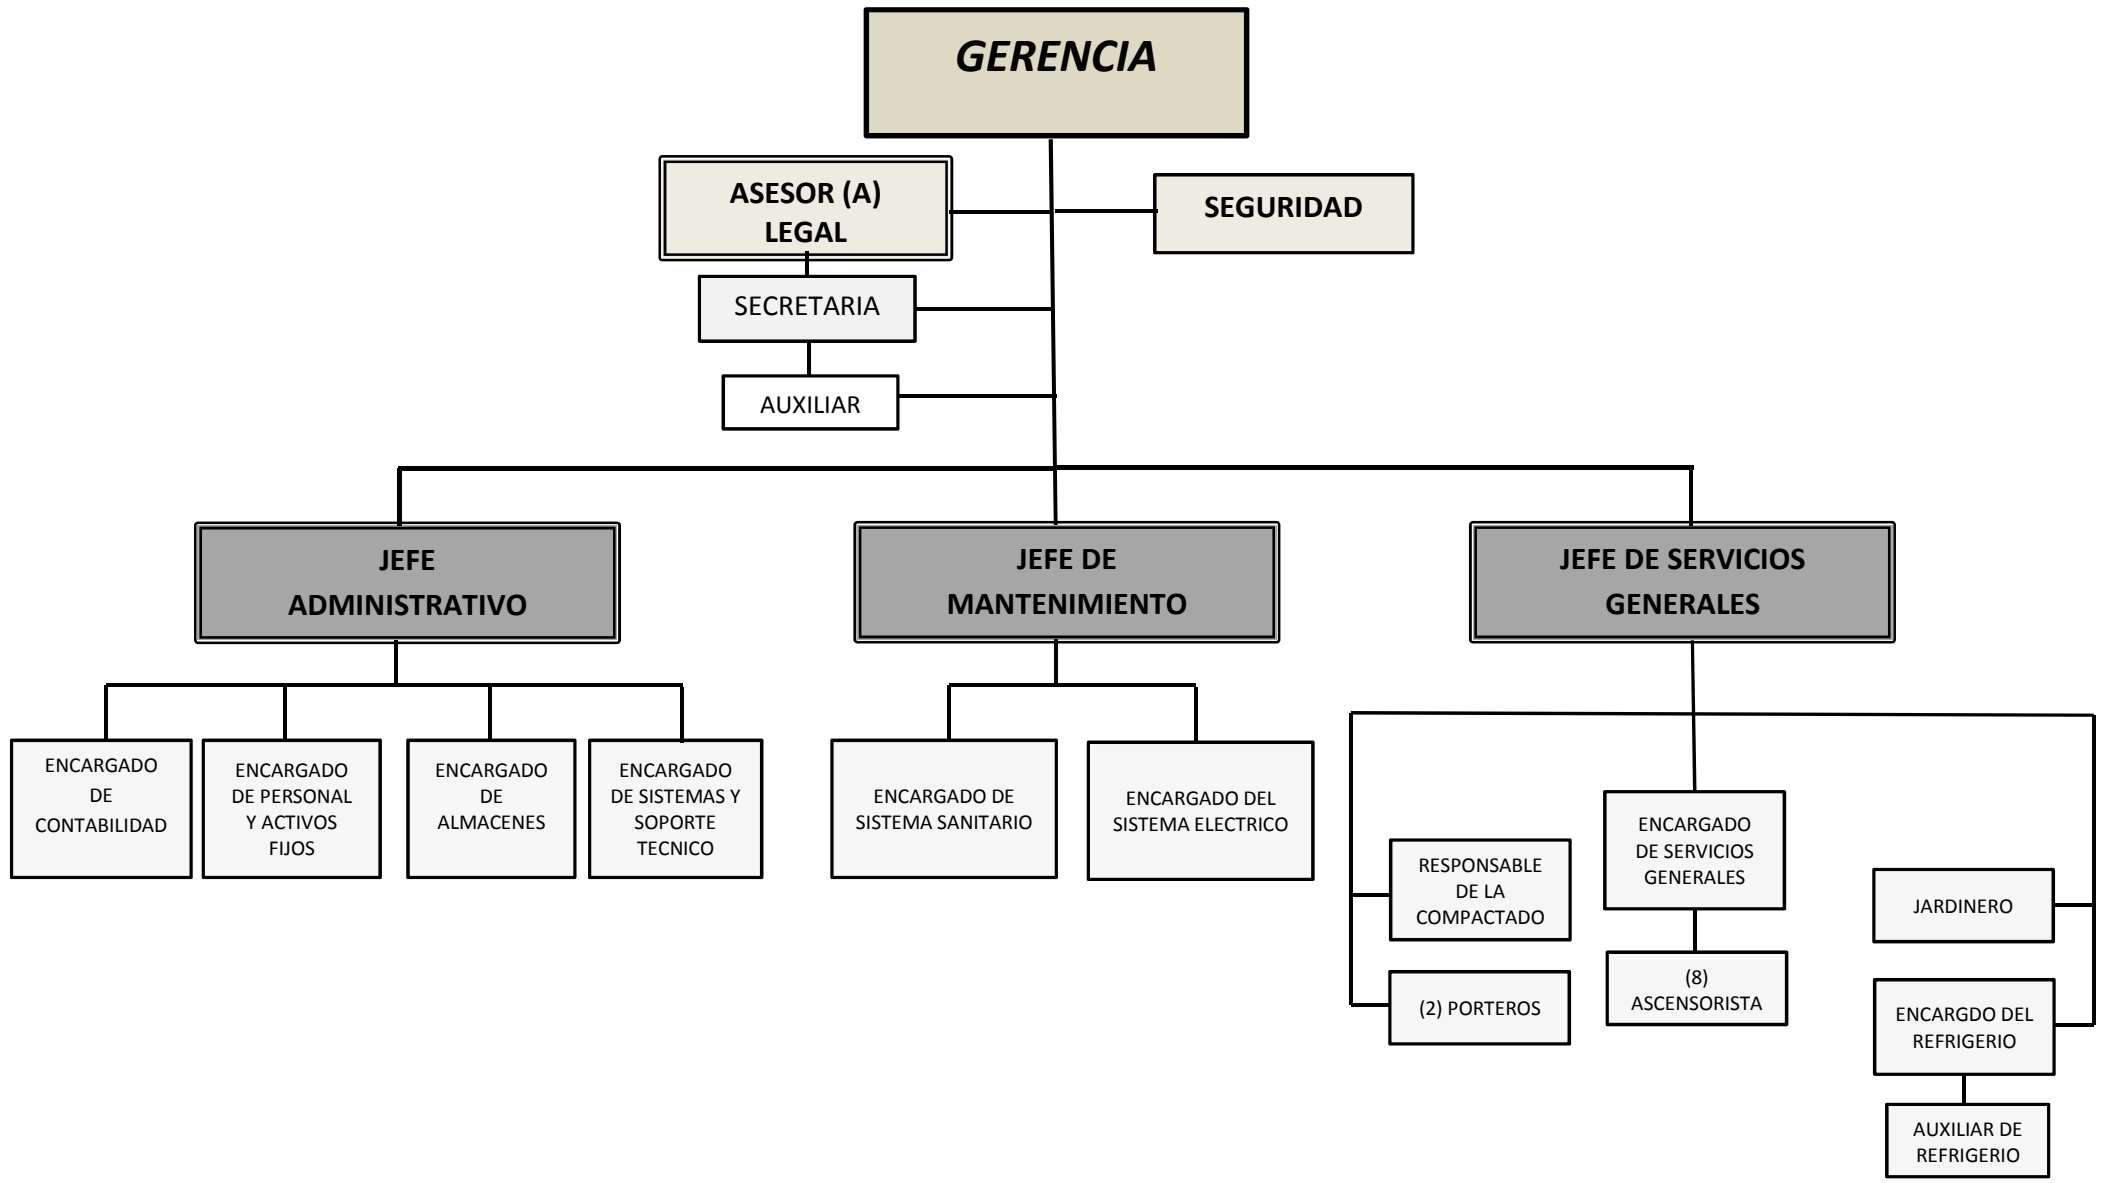 GERENCIA
ASESOR (A)
LEGAL
SEGURIDAD
SECRETARIA
AUXILIAR
JEFE
ADMINISTRATIVO
JEFE DE
MANTENIMIENTO
JEFE DE SERVICIOS
GENERALES
ENCARGADO
DE
CONTABILIDAD
ENCARGADO
DE PERSONAL
Y ACTIVOS
FIJOS
ENCARGADO
DE
ALMACENES
ENCARGADO
DE SISTEMAS Y
SOPORTE
TECNICO
ENCARGADO DE
SISTEMA SANITARIO
ENCARGADO DEL
SISTEMA ELECTRICO
RESPONSABLE
DE LA
COMPACTADO
(2) PORTEROS
ENCARGADO
DE SERVICIOS
GENERALES
(8)
ASCENSORISTA
JARDINERO
ENCARGDO DEL
REFRIGERIO
AUXILIAR DE
REFRIGERIO